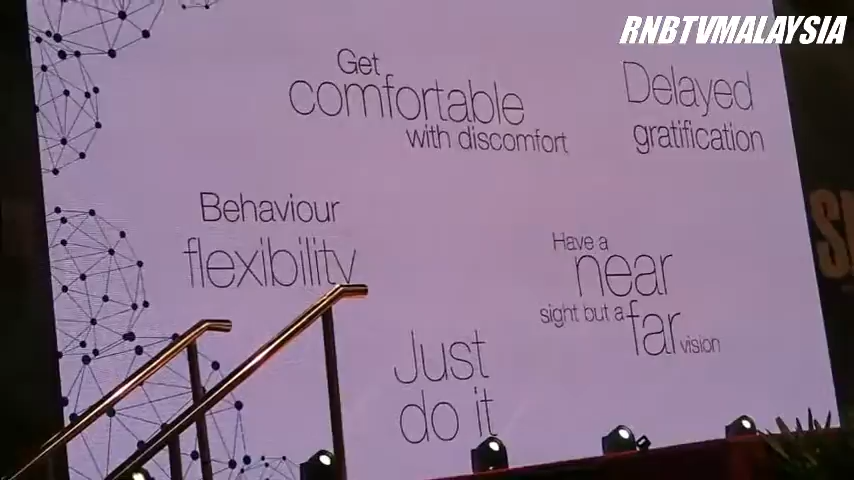 RNBTVMALAYSIA
Get
comfortable
with discomfort
Delayed
gratification
Behaviour
flexibility
Have a
near
sight but a
far vision
Just
do it